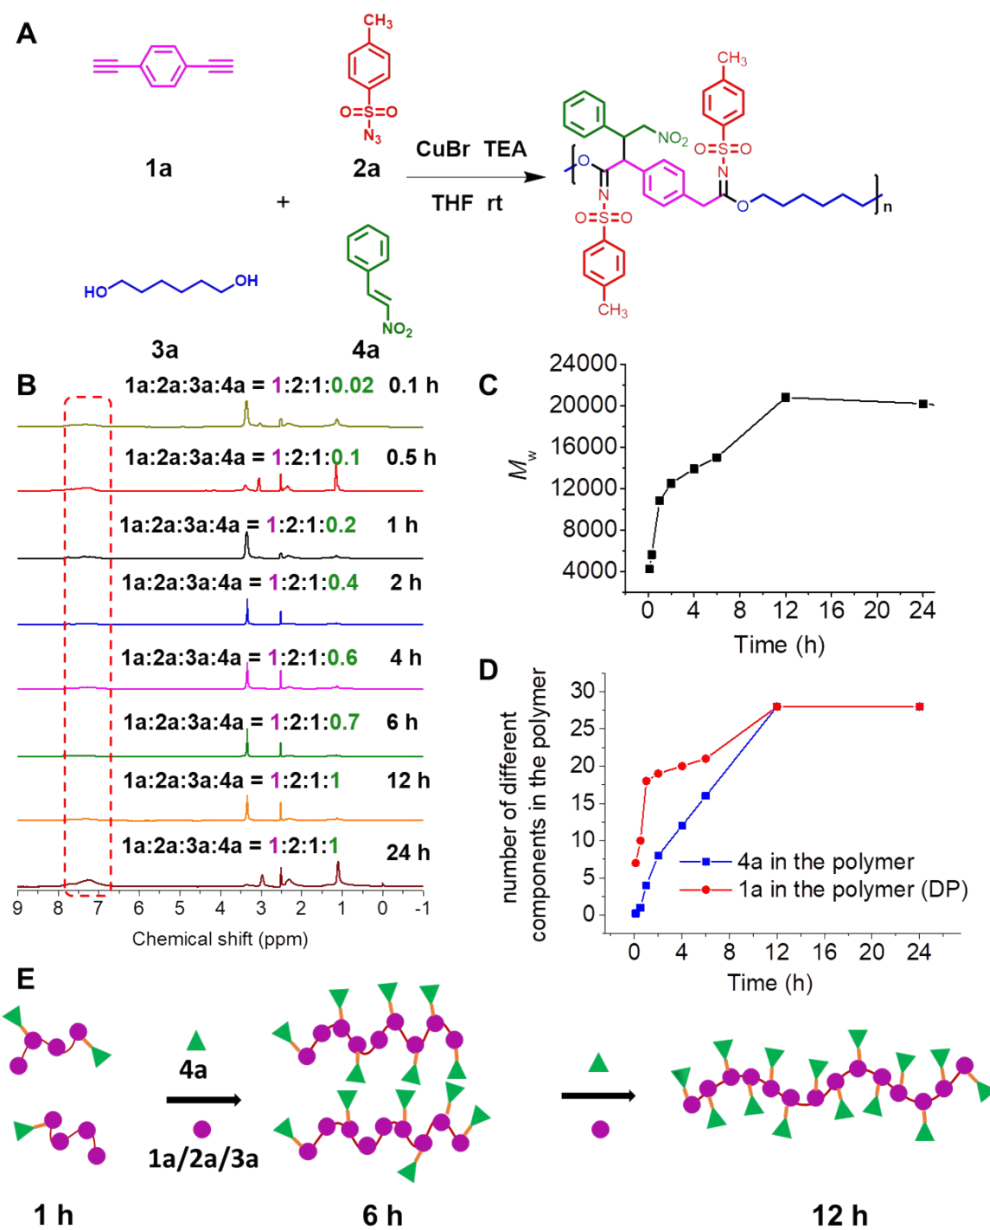 A
CH₃
O=S=O
N₃
1a
2a
+
HO
OH
NO₂
3a
4a
CuBr TEA
THF rt
CH₃
O=S=O
N
NO₂
O
N
O=S=O
O
n
CH₃
B
1a:2a:3a:4a = 1:2:1:0.02 0.1 h
1a:2a:3a:4a = 1:2:1:0.1 0.5 h
1a:2a:3a:4a = 1:2:1:0.2 1 h
1a:2a:3a:4a = 1:2:1:0.4 2 h
1a:2a:3a:4a = 1:2:1:0.6 4 h
1a:2a:3a:4a = 1:2:1:0.7 6 h
1a:2a:3a:4a = 1:2:1:1 12 h
1a:2a:3a:4a = 1:2:1:1 24 h
9 8 7 6 5 4 3 2 1 0 -1
Chemical shift (ppm)
C
Mw
24000
20000
16000
12000
8000
4000
0 4 8 12 16 20 24
Time (h)
D
number of different
components in the polymer
30
25
20
15
10
5
0
4a in the polymer
1a in the polymer (DP)
0 4 8 12 16 20 24
Time (h)
E
4a
1a/2a/3a
1 h
6 h
12 h